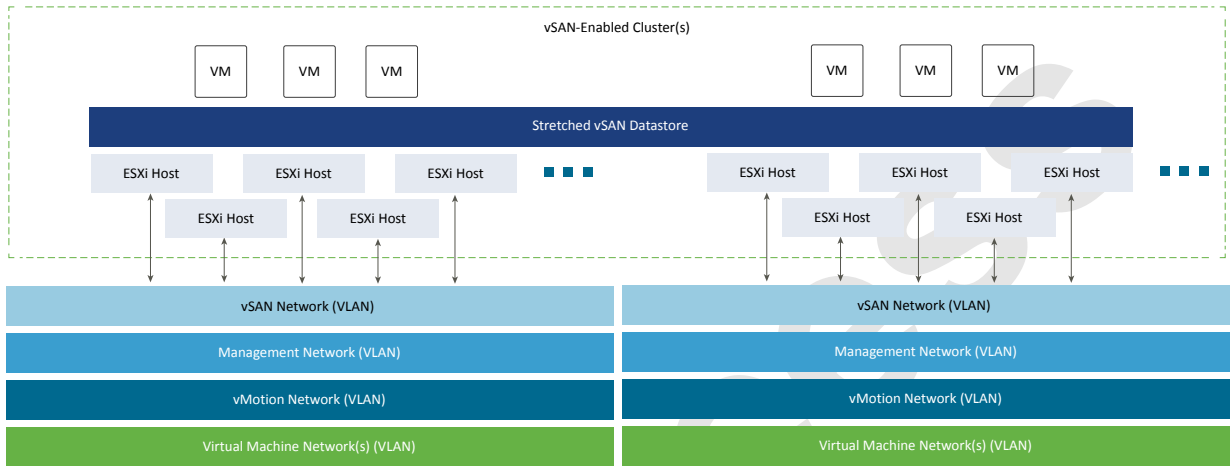 vSAN-Enabled Cluster(s)
VM VM VM VM VM VM
Stretched vSAN Datastore
ESXi Host ESXi Host ESXi Host ESXi Host ESXi Host ESXi Host
ESXi Host ESXi Host ESXi Host ESXi Host
vSAN Network (VLAN) vSAN Network (VLAN)
Management Network (VLAN) Management Network (VLAN)
vMotion Network (VLAN) vMotion Network (VLAN)
Virtual Machine Network(s) (VLAN) Virtual Machine Network(s) (VLAN)